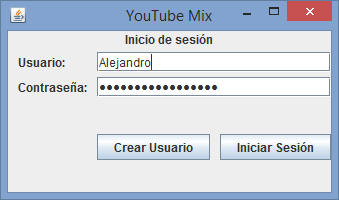 YouTube Mix
Inicio de sesión
Usuario: Alejandro
Contraseña: ●●●●●●●●●●●●●●●●●
Crear Usuario Iniciar Sesión